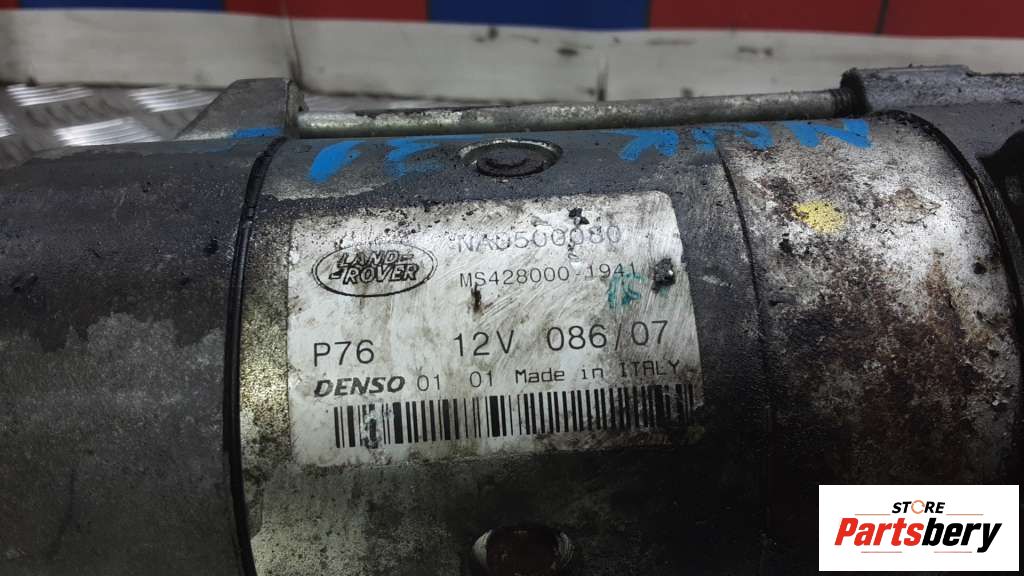 LAND-
ROVER
NAD500080
MS428000-1941
P76 12V 086/07
DENSO 01 01 Made in ITALY
STORE
Partsbery